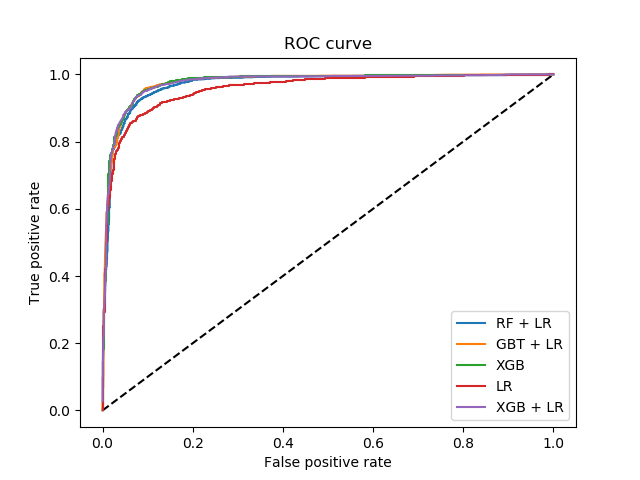 ROC curve
True positive rate
1.0
0.8
0.6
0.4
0.2
0.0
RF + LR
GBT + LR
XGB
LR
XGB + LR
0.0 0.2 0.4 0.6 0.8 1.0
False positive rate